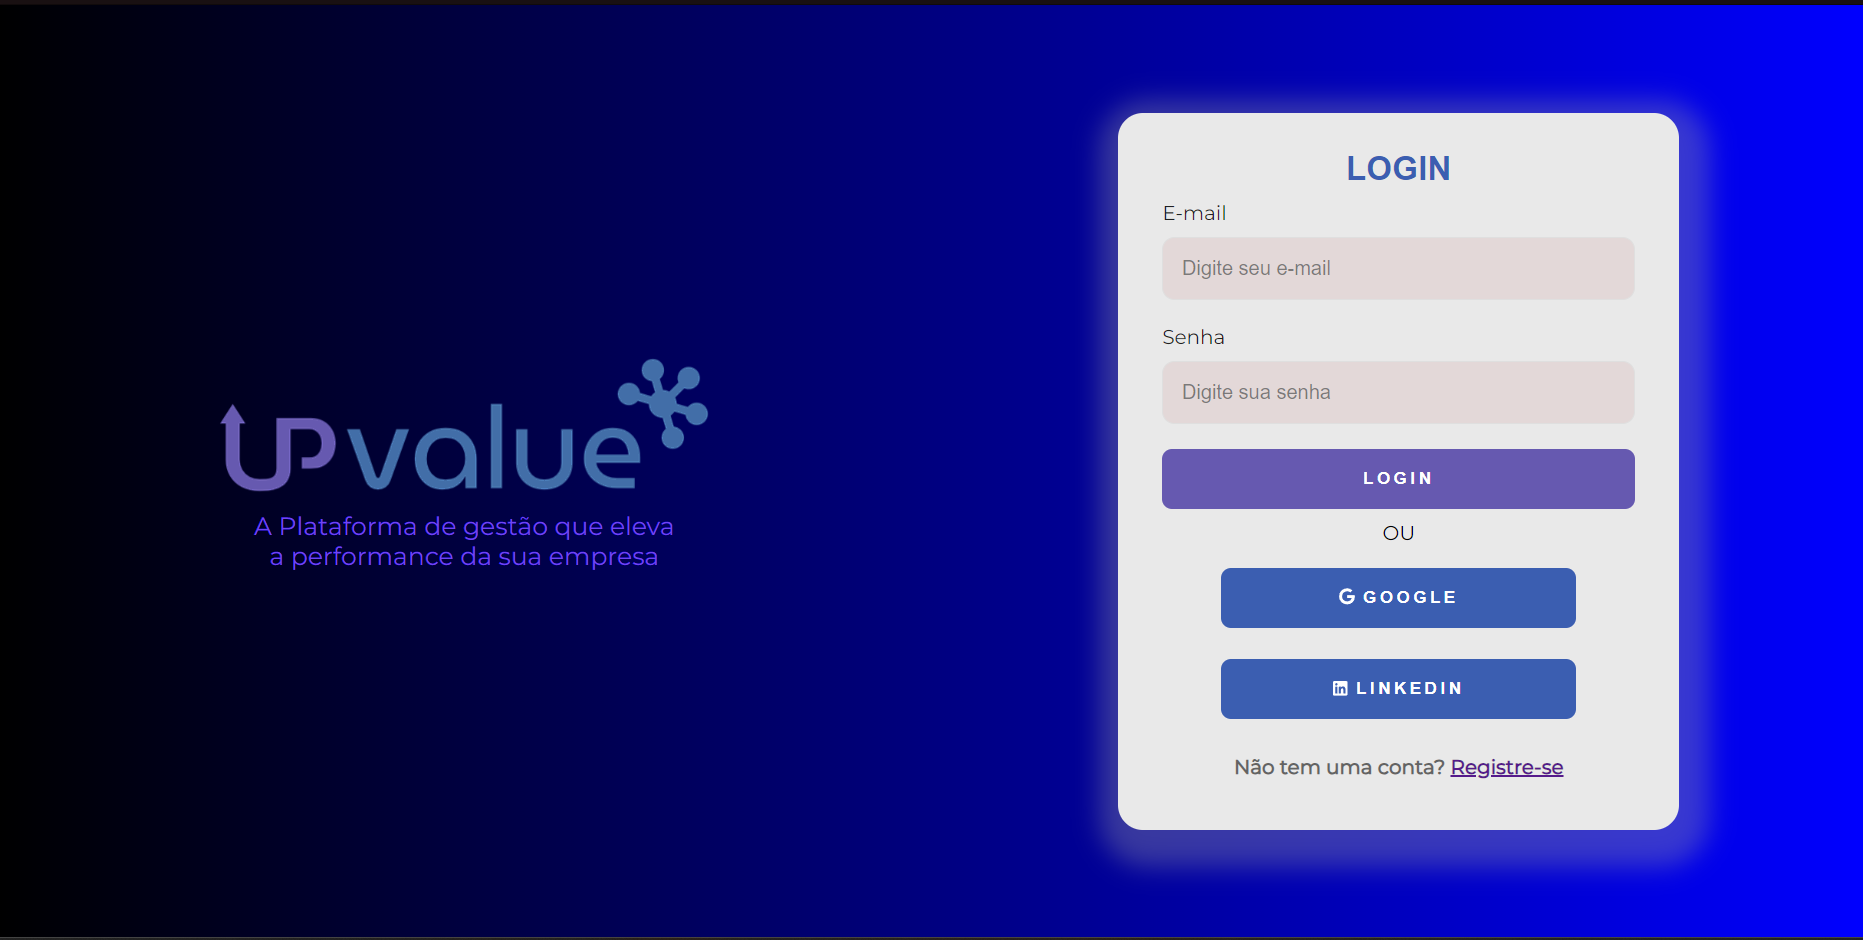 UPvalue
A Plataforma de gestão que eleva
a performance da sua empresa
LOGIN
E-mail
Digite seu e-mail
Senha
Digite sua senha
LOGIN
OU
GOOGLE
LINKEDIN
Não tem uma conta? Registre-se